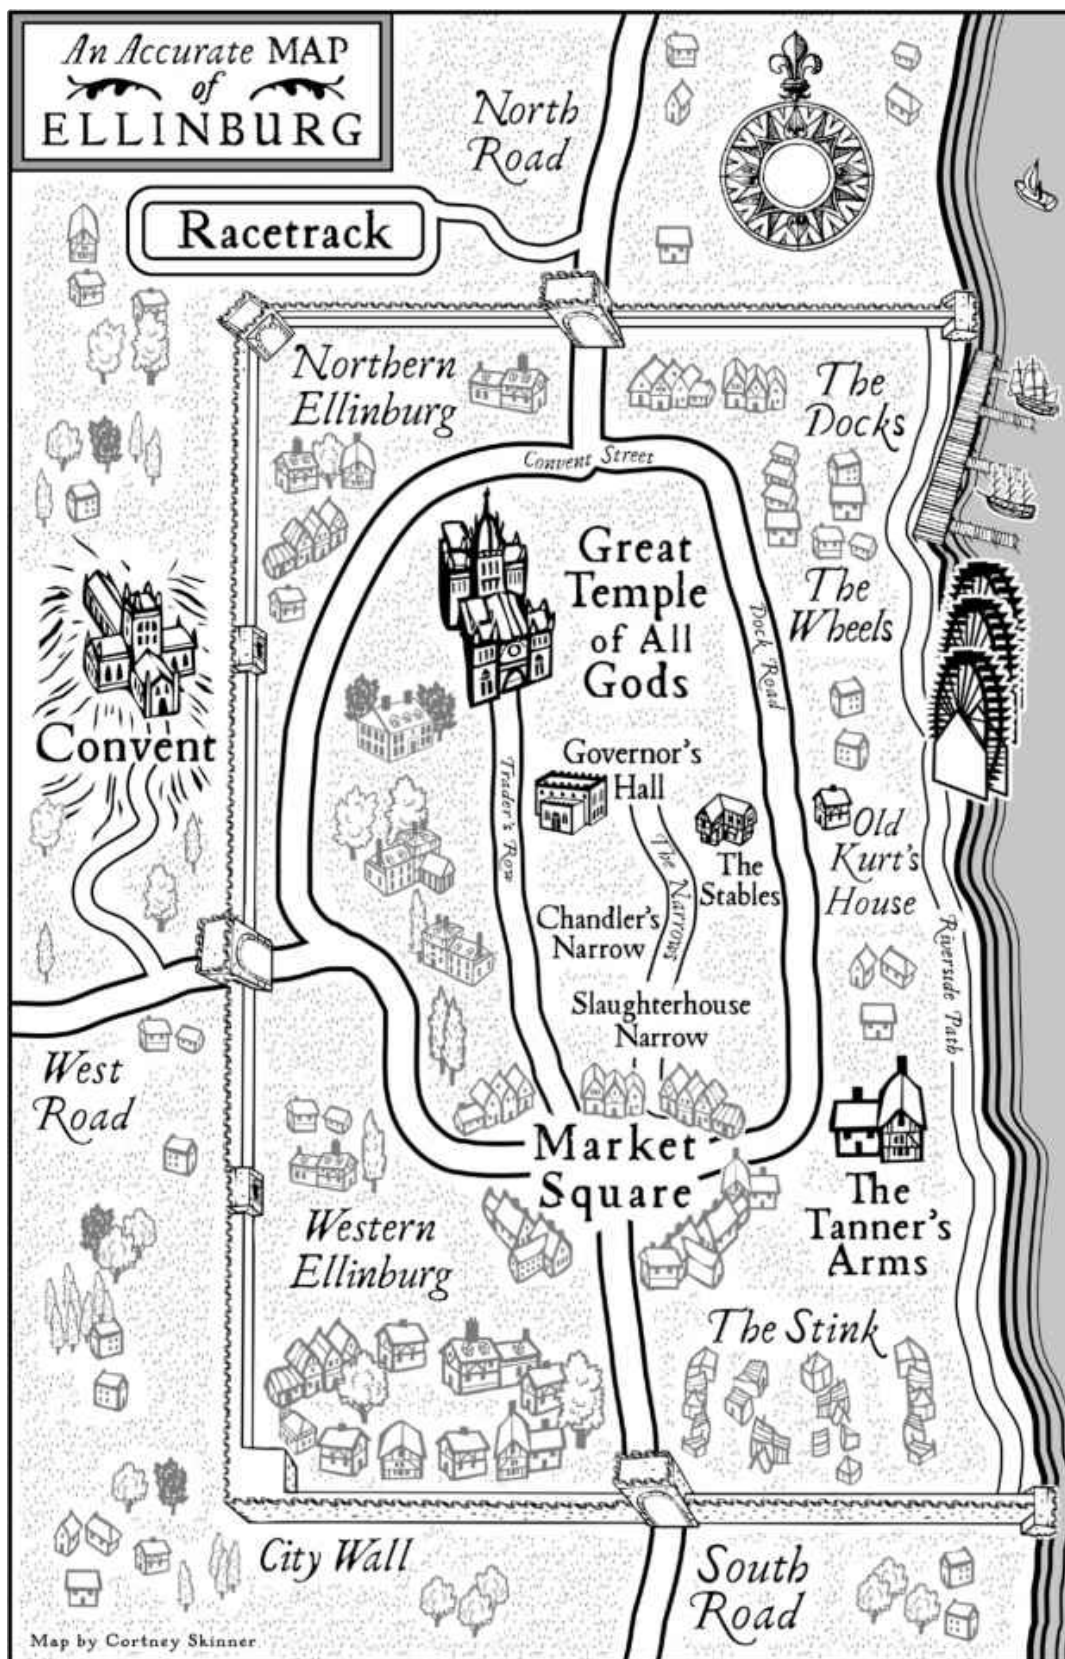 An Accurate MAP
of
ELLINBURG
North
Road
Racetrack
Northern
Ellinburg
The
Docks
Convent Street
Great
Temple
of All
Gods
The
Wheels
Dock Road
Convent
Trader's Row
Governor's
Hall
The Narrows
The
Stables
Old
Kurt's
House
Chandler's
Narrow
Riverside Path
Slaughterhouse
Narrow
West
Road
Market
Square
The
Tanner's
Arms
Western
Ellinburg
The Stink
City Wall
South
Road
Map by Cortney Skinner